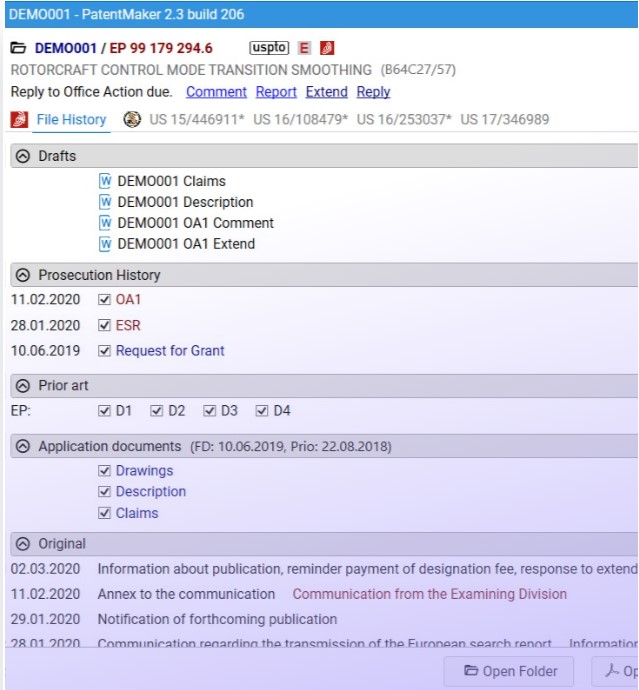 DEMO001 - PatentMaker 2.3 build 206
DEMO001 / EP 99 179 294.6 uspto E
ROTORCRAFT CONTROL MODE TRANSITION SMOOTHING (B64C27/57)
Reply to Office Action due. Comment Report Extend Reply
File History US 15/446911* US 16/108479* US 16/253037* US 17/346989
Drafts
W DEMO001 Claims
W DEMO001 Description
W DEMO001 OA1 Comment
W DEMO001 OA1 Extend
Prosecution History
11.02.2020 OA1
28.01.2020 ESR
10.06.2019 Request for Grant
Prior art
EP: D1 D2 D3 D4
Application documents (FD: 10.06.2019, Prio: 22.08.2018)
Drawings
Description
Claims
Original
02.03.2020 Information about publication, reminder payment of designation fee, response to extend
11.02.2020 Annex to the communication Communication from the Examining Division
29.01.2020 Notification of forthcoming publication
28.01.2020 Communication regarding the transmission of the European search report Information
Open Folder Op